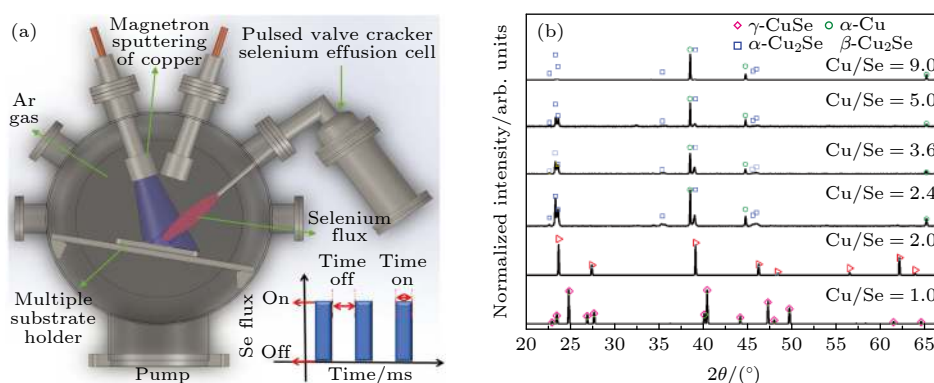 (a)
Magnetron
sputtering
of copper
Pulsed valve cracker
selenium effusion cell
Ar
gas
Selenium
flux
Multiple
substrate
holder
Pump
Time
off
Time
on
On
Off
Se flux
Time/ms
(b)
γ-CuSe
α-Cu
α-Cu₂Se
β-Cu₂Se
Cu/Se = 9.0
Cu/Se = 5.0
Cu/Se = 3.6
Cu/Se = 2.4
Cu/Se = 2.0
Cu/Se = 1.0
Normalized intensity/arb. units
20 25 30 35 40 45 50 55 60 65
2θ/(°)